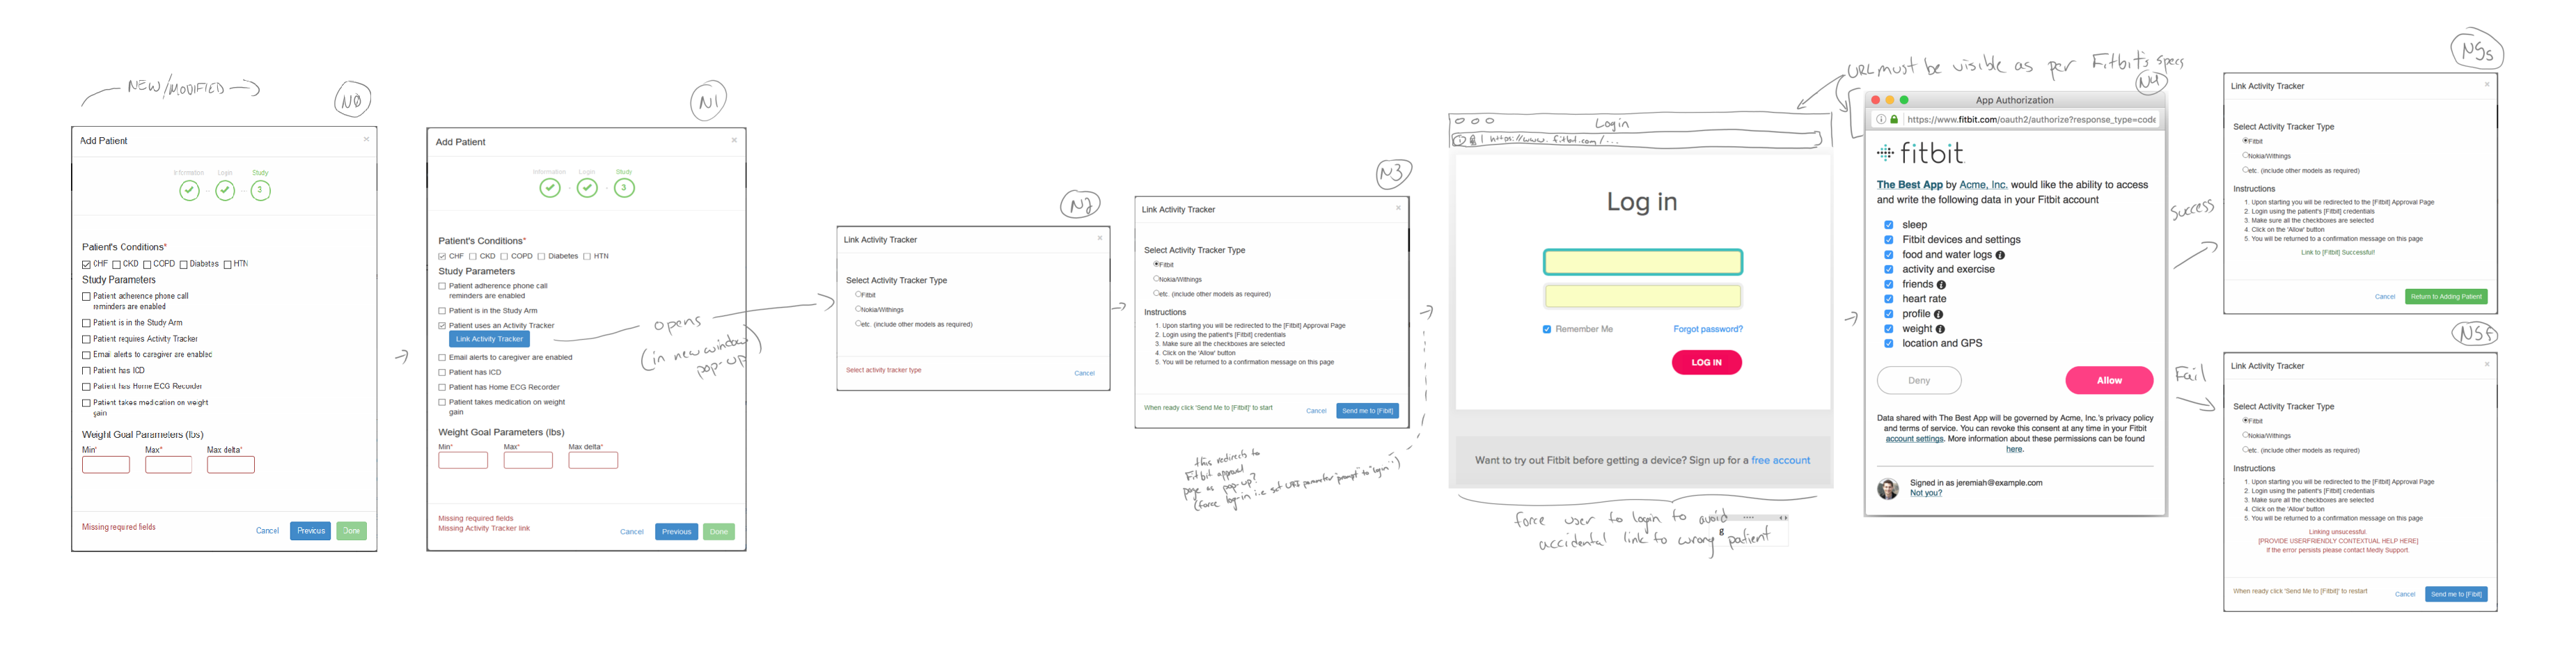 NEW/MODIFIED
N0
Add Patient
×
Information Login Study
3
Patient's Conditions*
CHF CKD COPD Diabetes HTN
Study Parameters
Patient adherence phone call
reminders are enabled
Patient is in the Study Arm
Patient requires Activity Tracker
Email alerts to caregiver are enabled
Patient has ICD
Patient has Home ECG Recorder
Patient takes medication on weight
gain
Weight Goal Parameters (lbs)
Min* Max* Max delta*
Missing required fields
Cancel Previous Done
N1
Add Patient
×
Information Login Study
3
Patient's Conditions*
CHF CKD COPD Diabetes HTN
Study Parameters
Patient adherence phone call
reminders are enabled
Patient is in the Study Arm
Patient uses an Activity Tracker
Link Activity Tracker
Email alerts to caregiver are enabled
Patient has ICD
Patient has Home ECG Recorder
Patient takes medication on weight
gain
Weight Goal Parameters (lbs)
Min* Max* Max delta*
Missing required fields
Missing Activity Tracker link
Cancel Previous Done
opens
(in new window)
pop-up
N2
Link Activity Tracker
×
Select Activity Tracker Type
Fitbit
Nokia/Withings
etc. (include other models as required)
Select activity tracker type
Cancel
N3
Link Activity Tracker
×
Select Activity Tracker Type
Fitbit
Nokia/Withings
etc. (include other models as required)
Instructions
1. Upon starting you will be redirected to the [Fitbit] Approval Page
2. Login using the patient's [Fitbit] credentials
3. Make sure all the checkboxes are selected
4. Click on the 'Allow' button
5. You will be returned to a confirmation message on this page
When ready click 'Send Me to [Fitbit]' to start
Cancel Send me to [Fitbit]
this redirects to
Fitbit approval
page as pop-up?
(force log-in i.e set parameter prompt to 'login')
URL must be visible as per Fitbit's specs
Login
https://www.fitbit.com/...
Log in
Remember Me Forgot password?
LOG IN
Want to try out Fitbit before getting a device? Sign up for a free account
force user to login to avoid
accidental link to wrong patient
N4
App Authorization
https://www.fitbit.com/oauth2/authorize?response_type=code
fitbit
The Best App by Acme, Inc. would like the ability to access
and write the following data in your Fitbit account
sleep
Fitbit devices and settings
food and water logs
activity and exercise
friends
heart rate
profile
weight
location and GPS
Deny Allow
Data shared with The Best App will be governed by Acme, Inc.'s privacy policy
and terms of service. You can revoke this consent at any time in your Fitbit
account settings. More information about these permissions can be found
here.
Signed in as jeremiah@example.com
Not you?
Success
N5s
Link Activity Tracker
×
Select Activity Tracker Type
Fitbit
Nokia/Withings
etc. (include other models as required)
Instructions
1. Upon starting you will be redirected to the [Fitbit] Approval Page
2. Login using the patient's [Fitbit] credentials
3. Make sure all the checkboxes are selected
4. Click on the 'Allow' button
5. You will be returned to a confirmation message on this page
Link to [Fitbit] Successful!
Cancel Return to Adding Patient
Fail
N5f
Link Activity Tracker
×
Select Activity Tracker Type
Fitbit
Nokia/Withings
etc. (include other models as required)
Instructions
1. Upon starting you will be redirected to the [Fitbit] Approval Page
2. Login using the patient's [Fitbit] credentials
3. Make sure all the checkboxes are selected
4. Click on the 'Allow' button
5. You will be returned to a confirmation message on this page
Linking unsucessful.
[PROVIDE USERFRIENDLY CONTEXTUAL HELP HERE]
If the error persists please contact Medly Support
When ready click 'Send Me to [Fitbit]' to restart
Cancel Send me to [Fitbit]